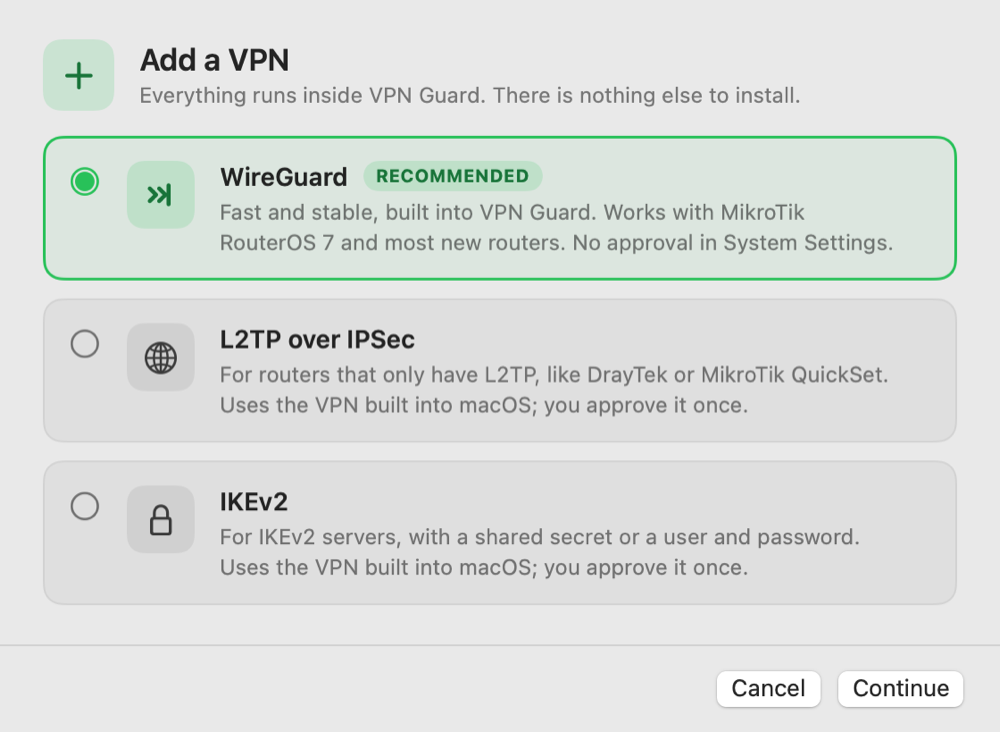 Add a VPN
Everything runs inside VPN Guard. There is nothing else to install.
WireGuard RECOMMENDED
Fast and stable, built into VPN Guard. Works with MikroTik
RouterOS 7 and most new routers. No approval in System Settings.
L2TP over IPSec
For routers that only have L2TP, like DrayTek or MikroTik QuickSet.
Uses the VPN built into macOS; you approve it once.
IKEv2
For IKEv2 servers, with a shared secret or a user and password.
Uses the VPN built into macOS; you approve it once.
Cancel Continue